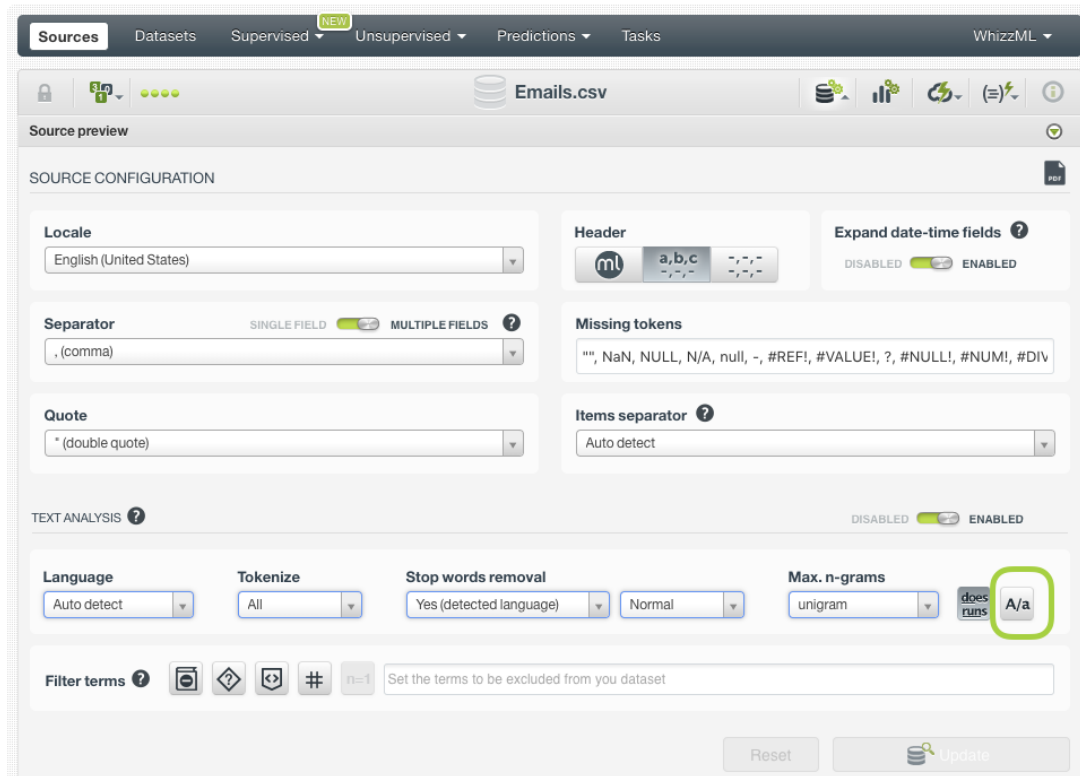 NEW
Sources Datasets Supervised Unsupervised Predictions Tasks WhizzML
Emails.csv
Source preview
SOURCE CONFIGURATION
PDF
Locale
English (United States)
Header
ml
a,b,c
-,-,-
-,-,-
-,-,-
Expand date-time fields ?
DISABLED ENABLED
Separator SINGLE FIELD MULTIPLE FIELDS ?
, (comma)
Missing tokens
"", NaN, NULL, N/A, null, -, #REF!, #VALUE!, ?, #NULL!, #NUM!, #DIV
Quote
" (double quote)
Items separator ?
Auto detect
TEXT ANALYSIS ? DISABLED ENABLED
Language Tokenize Stop words removal Max. n-grams
Auto detect All Yes (detected language) Normal unigram
does
runs
A/a
Filter terms ? ? <> # n=1 Set the terms to be excluded from you dataset
Reset Update